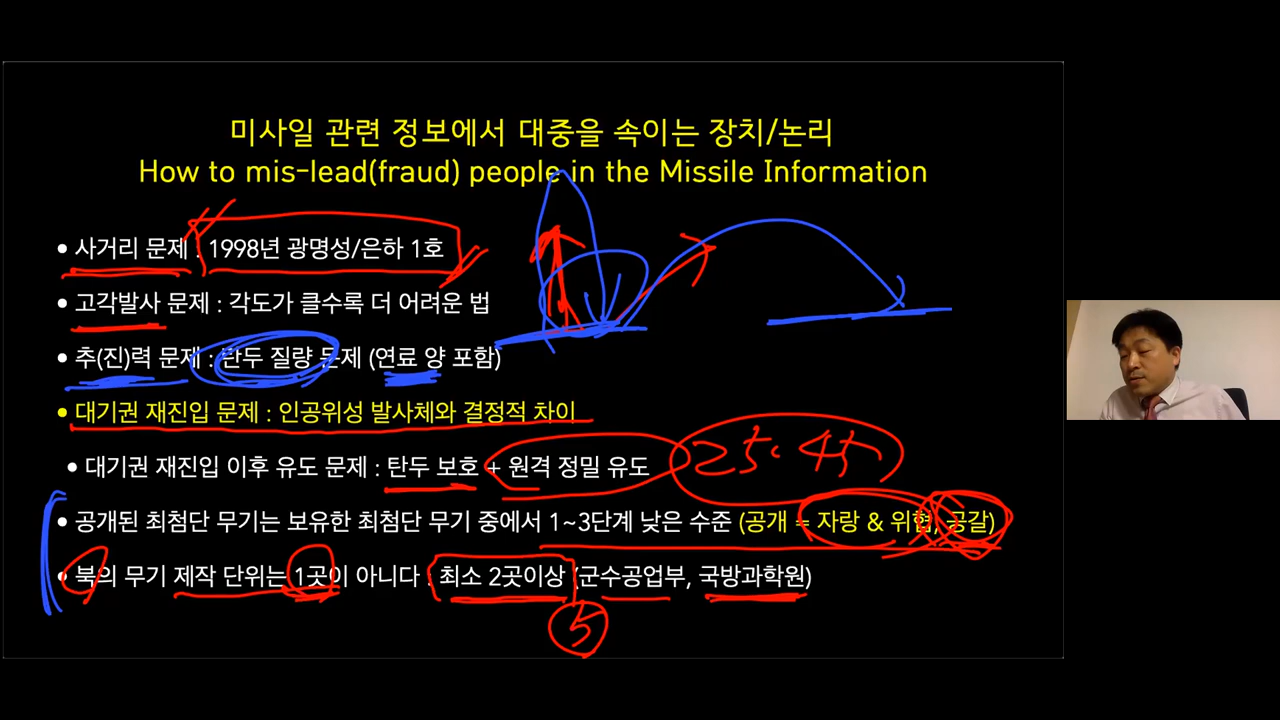 미사일 관련 정보에서 대중을 속이는 장치/논리
How to mis-lead(fraud) people in the Missile Information
• 사거리 문제 : 1998년 광명성/은하 1호
• 고각발사 문제 : 각도가 클수록 더 어려운 법
• 추(진)력 문제 : 탄두 질량 문제 (연료 양 포함)
• 대기권 재진입 문제 : 인공위성 발사체와 결정적 차이
• 대기권 재진입 이후 유도 문제 : 탄두 보호 + 원격 정밀 유도
25. 45
• 공개된 최첨단 무기는 보유한 최첨단 무기 중에서 1~3단계 낮은 수준 (공개 = 자랑 & 위협, 공갈)
• 북의 무기 제작 단위는 1곳이 아니다 : 최소 2곳이상 (군수공업부, 국방과학원)
5